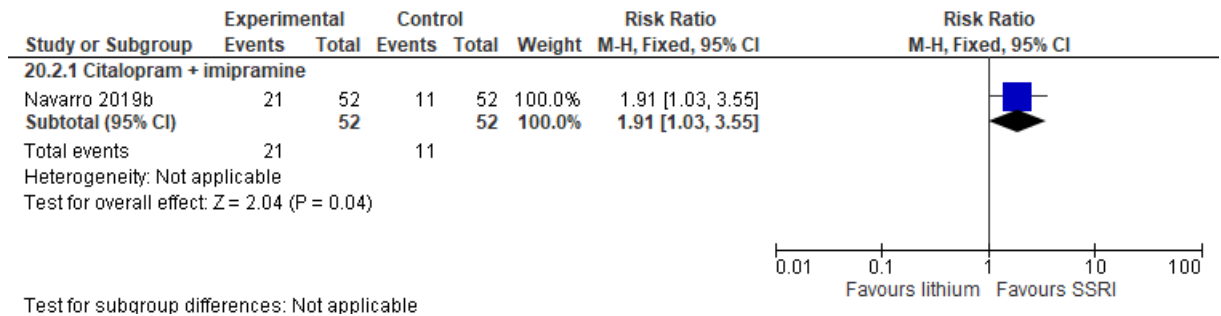 Experimental Control Risk Ratio Risk Ratio
Study or Subgroup Events Total Events Total Weight M-H, Fixed, 95% CI M-H, Fixed, 95% CI
20.2.1 Citalopram + imipramine
Navarro 2019b 21 52 11 52 100.0% 1.91 [1.03, 3.55]
Subtotal (95% CI) 52 52 100.0% 1.91 [1.03, 3.55]
Total events 21 11
Heterogeneity: Not applicable
Test for overall effect: Z = 2.04 (P = 0.04)
0.01 0.1 1 10 100
Favours lithium Favours SSRI
Test for subgroup differences: Not applicable